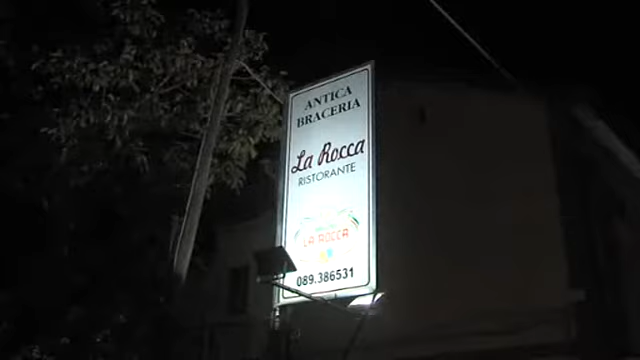 ANTICA
BRACERIA
La Rocca
RISTORANTE
LA ROCCA
089.386531